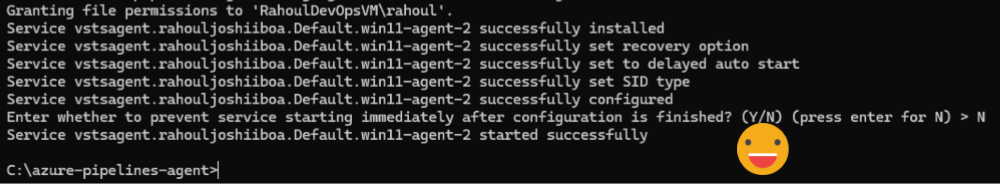 Granting file permissions to 'RahoulDevOpsVM\rahoul'.
Service vstsagent.rahouljoshiiboa.Default.win11-agent-2 successfully installed
Service vstsagent.rahouljoshiiboa.Default.win11-agent-2 successfully set recovery option
Service vstsagent.rahouljoshiiboa.Default.win11-agent-2 successfully set to delayed auto start
Service vstsagent.rahouljoshiiboa.Default.win11-agent-2 successfully set SID type
Service vstsagent.rahouljoshiiboa.Default.win11-agent-2 successfully configured
Enter whether to prevent service starting immediately after configuration is finished? (Y/N) (press enter for N) > N
Service vstsagent.rahouljoshiiboa.Default.win11-agent-2 started successfully
C:\azure-pipelines-agent>